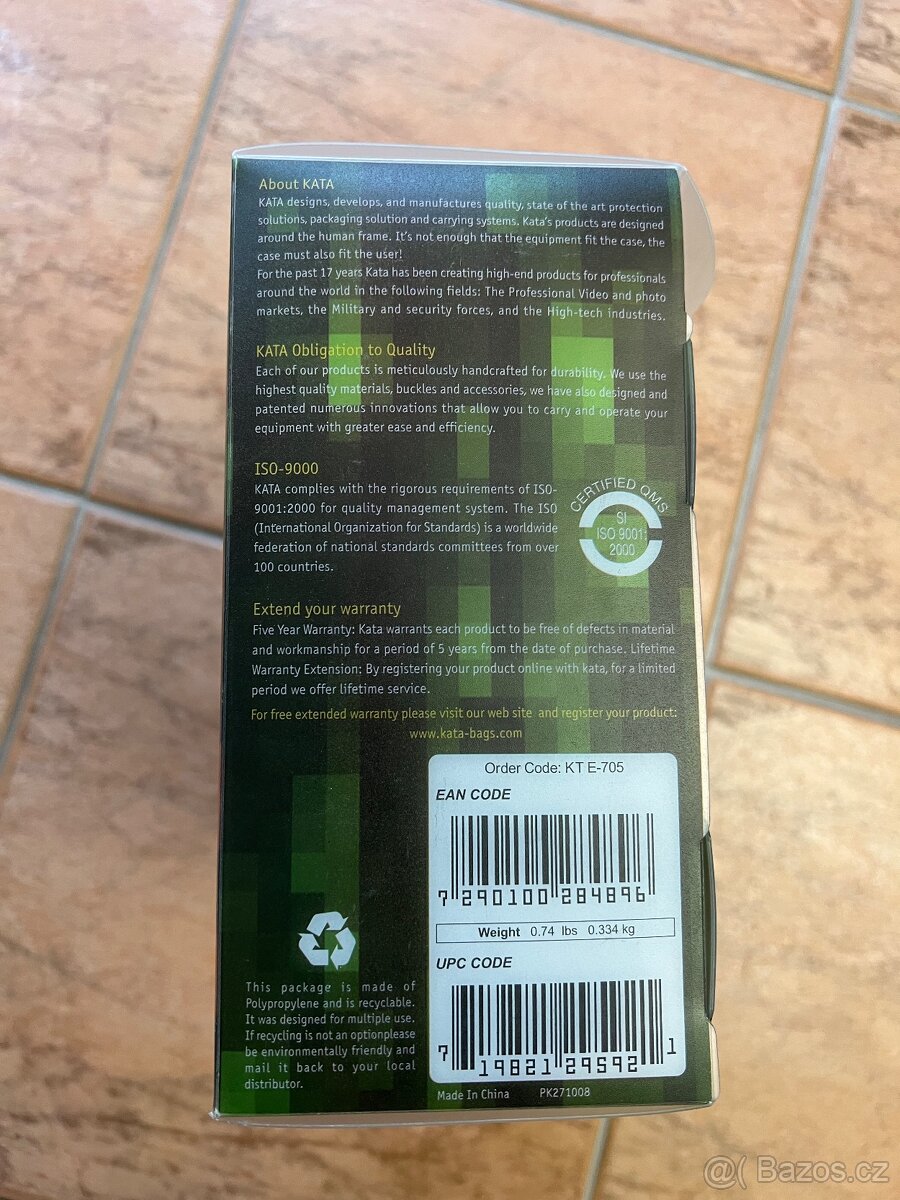 About KATA
KATA designs, develops, and manufactures quality, state of the art protection
solutions, packaging solution and carrying systems. Kata's products are designed
around the human frame. It's not enough that the equipment fit the case, the
case must also fit the user!
For the past 17 years Kata has been creating high-end products for professionals
around the world in the following fields: The Professional Video and photo
markets, the Military and security forces, and the High-tech industries.
KATA Obligation to Quality
Each of our products is meticulously handcrafted for durability. We use the
highest quality materials, buckles and accessories, we have also designed and
patented numerous innovations that allow you to carry and operate your
equipment with greater ease and efficiency.
ISO-9000
KATA complies with the rigorous requirements of ISO-
9001:2000 for quality management system. The ISO
(International Organization for Standards) is a worldwide
federation of national standards committees from over
100 countries.
CERTIFIED QMS
SI
ISO 9001:
2000
Extend your warranty
Five Year Warranty: Kata warrants each product to be free of defects in material
and workmanship for a period of 5 years from the date of purchase. Lifetime
Warranty Extension: By registering your product online with kata, for a limited
period we offer lifetime service.
For free extended warranty please visit our web site and register your product:
www.kata-bags.com
Order Code: KT E-705
EAN CODE
7 290100 284896
Weight 0.74 lbs 0.334 kg
UPC CODE
7 19821 29592 1
This package is made of
Polypropylene and is recyclable.
It was designed for multiple use.
If recycling is not an optionplease
be environmentally friendly and
mail it back to your local
distributor.
Made In China PK271008
@( Bazos.cz